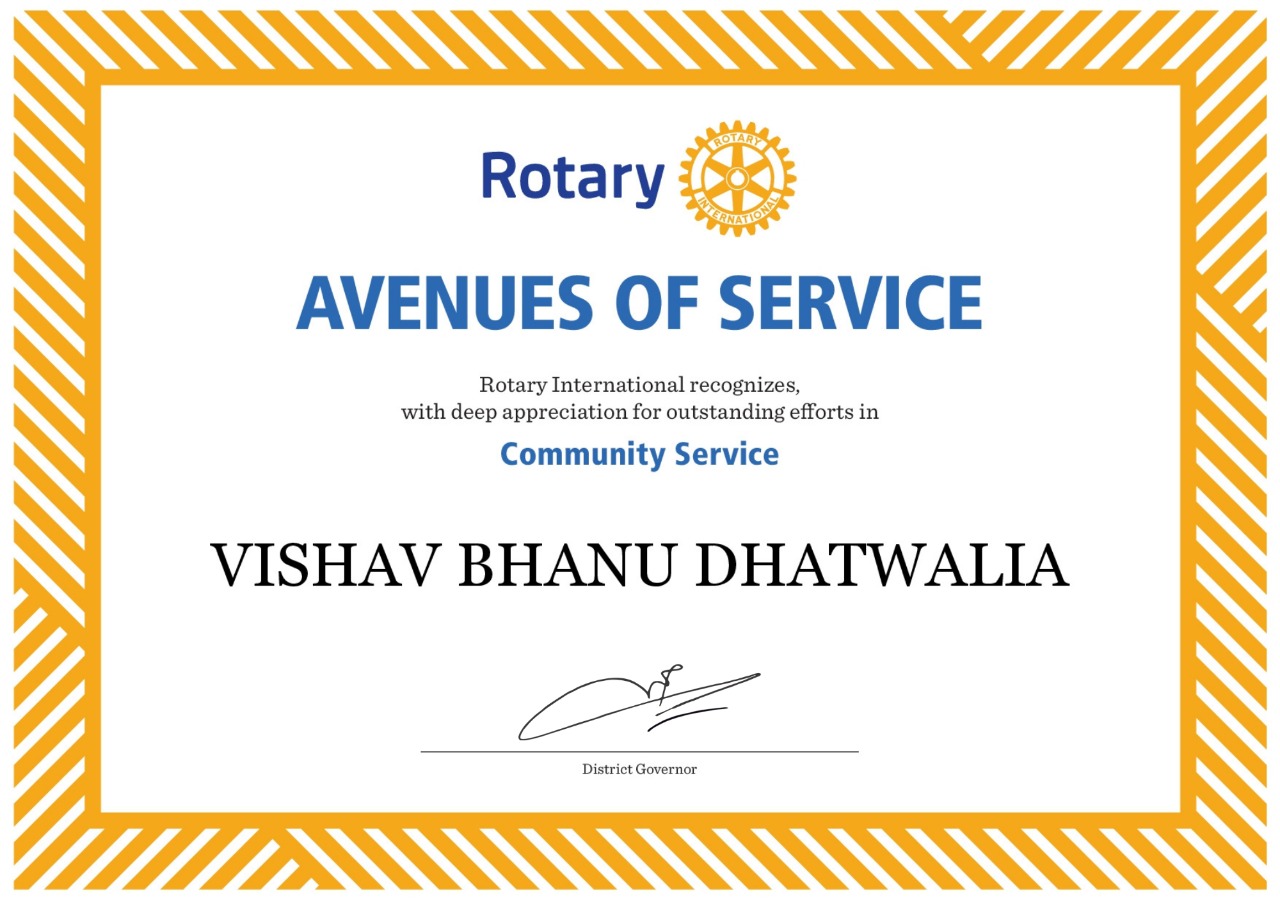 Rotary
ROTARY
INTERNATIONAL
AVENUES OF SERVICE
Rotary International recognizes,
with deep appreciation for outstanding efforts in
Community Service
VISHAV BHANU DHATWALIA
District Governor